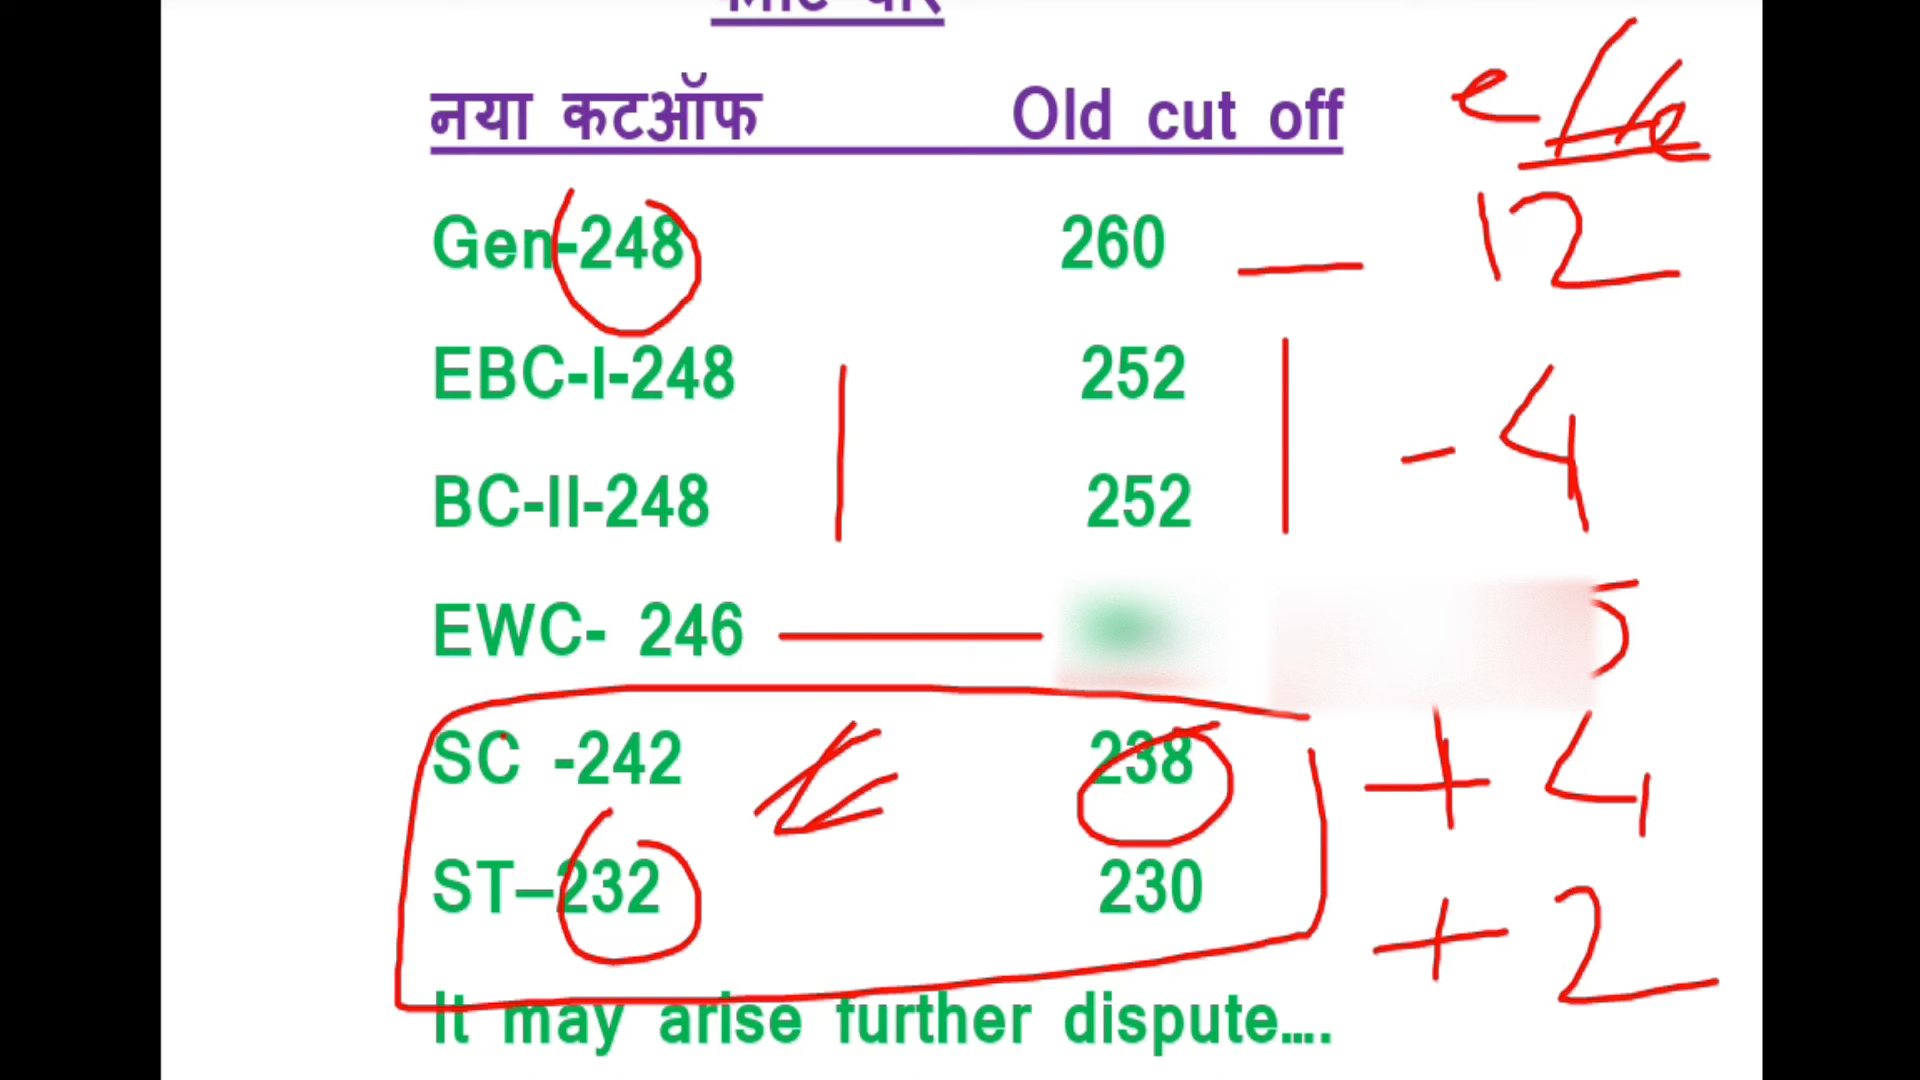 नया कटऑफ Old cut off
Gen-248 260 — 12
EBC-I-248 252
BC-II-248 252 - 4
EWC- 246
SC -242 238 + 4
ST–232 230 + 2
It may arise further dispute....